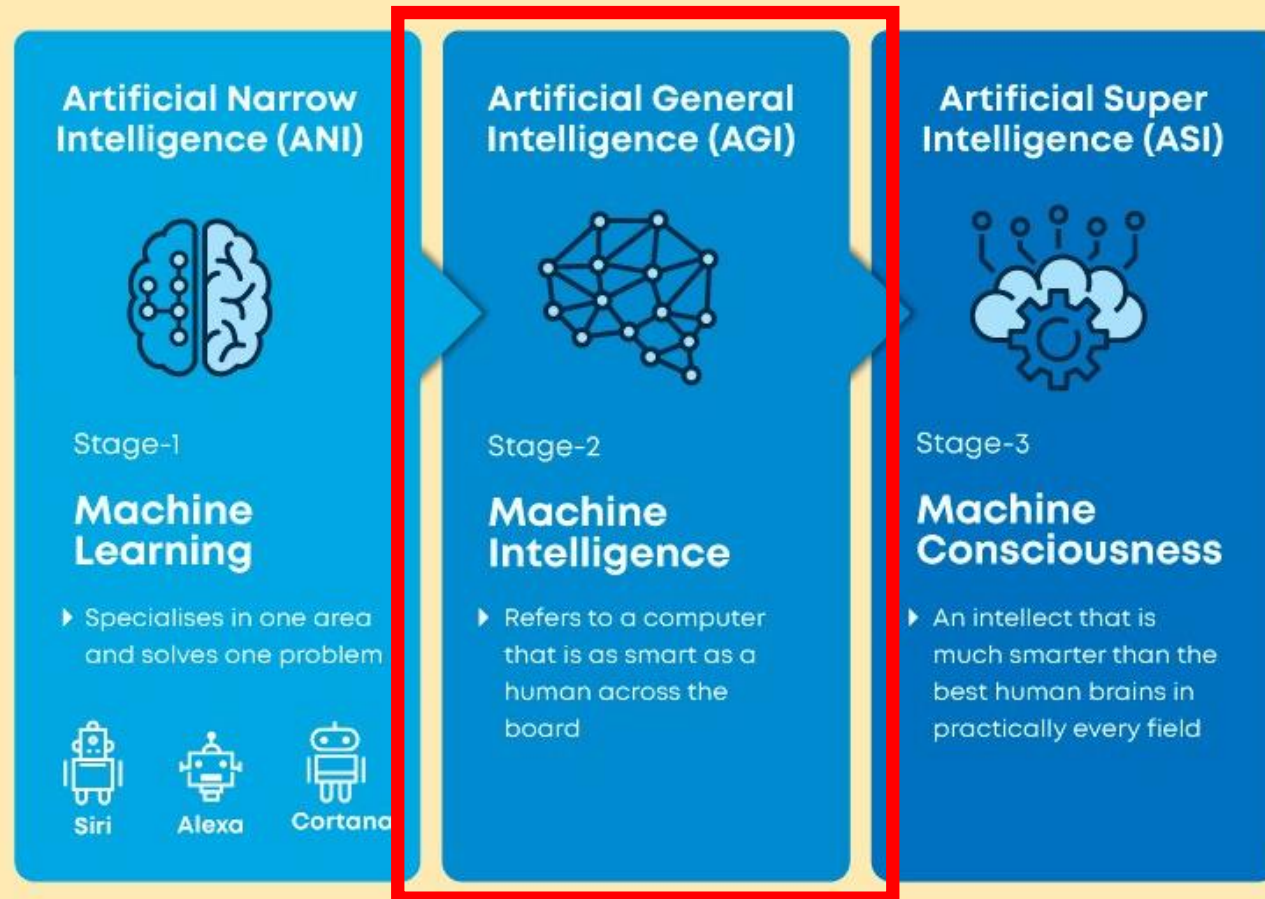 Artificial Narrow
Intelligence (ANI)
Stage-1
Machine
Learning
Specialises in one area
and solves one problem
Siri
Alexa
Cortana
Artificial General
Intelligence (AGI)
Stage-2
Machine
Intelligence
Refers to a computer
that is as smart as a
human across the
board
Artificial Super
Intelligence (ASI)
Stage-3
Machine
Consciousness
An intellect that is
much smarter than the
best human brains in
practically every field